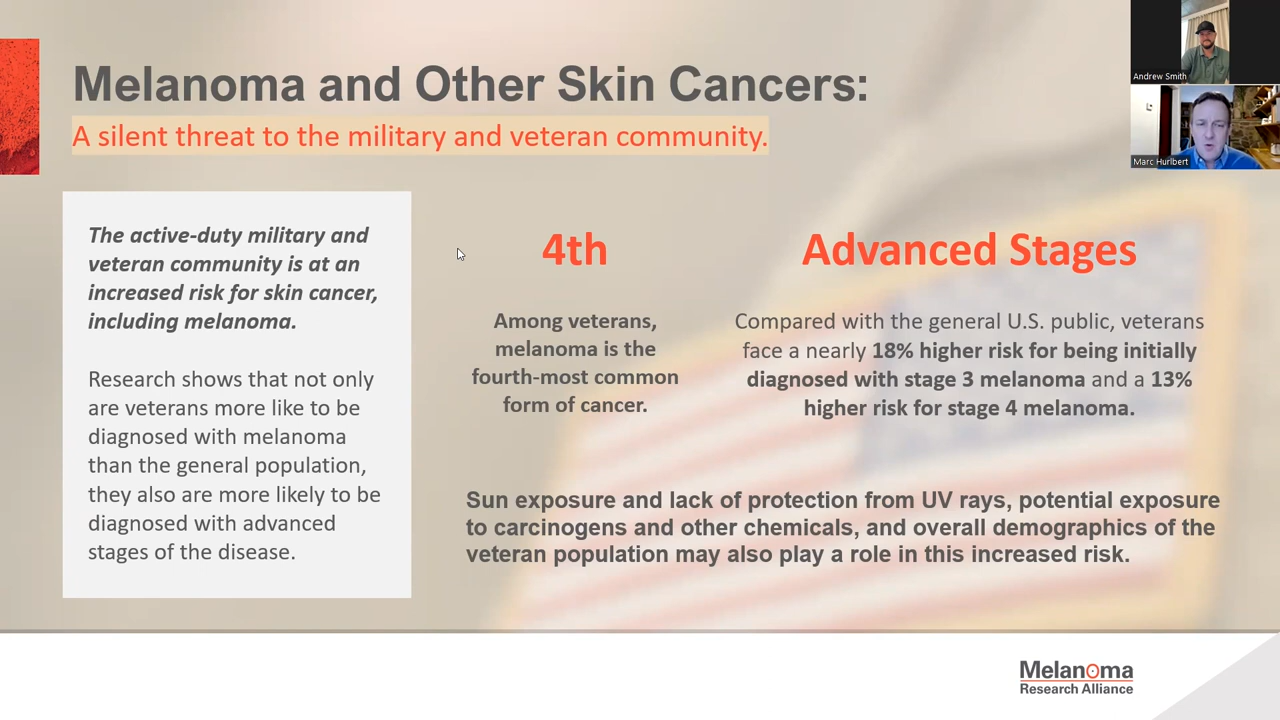 Melanoma and Other Skin Cancers:
A silent threat to the military and veteran community.
Andrew Smith
Marc Hurlbert
The active-duty military and
veteran community is at an
increased risk for skin cancer,
including melanoma.
Research shows that not only
are veterans more like to be
diagnosed with melanoma
than the general population,
they also are more likely to be
diagnosed with advanced
stages of the disease.
4th
Among veterans,
melanoma is the
fourth-most common
form of cancer.
Advanced Stages
Compared with the general U.S. public, veterans
face a nearly 18% higher risk for being initially
diagnosed with stage 3 melanoma and a 13%
higher risk for stage 4 melanoma.
Sun exposure and lack of protection from UV rays, potential exposure
to carcinogens and other chemicals, and overall demographics of the
veteran population may also play a role in this increased risk.
Melanoma
Research Alliance